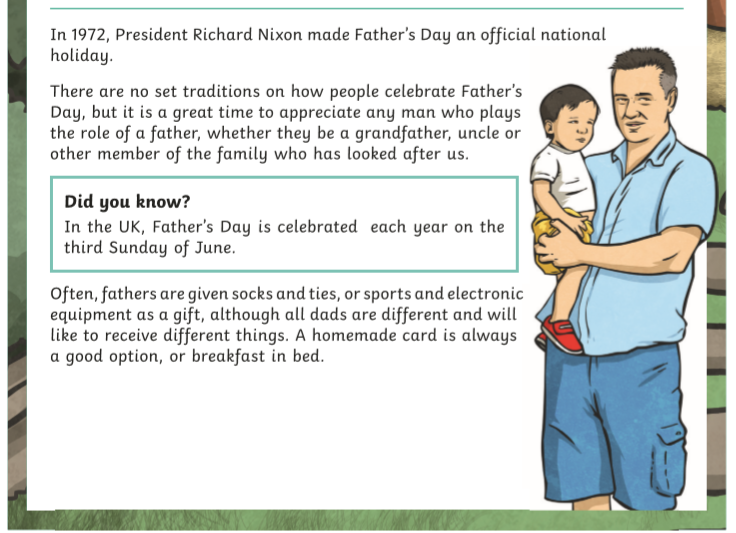 In 1972, President Richard Nixon made Father's Day an official national
holiday.
There are no set traditions on how people celebrate Father's
Day, but it is a great time to appreciate any man who plays
the role of a father, whether they be a grandfather, uncle or
other member of the family who has looked after us.
Did you know?
In the UK, Father's Day is celebrated  each year on the
third Sunday of June.
Often, fathers are given socks and ties, or sports and electronic
equipment as a gift, although all dads are different and will
like to receive different things. A homemade card is always
a good option, or breakfast in bed.